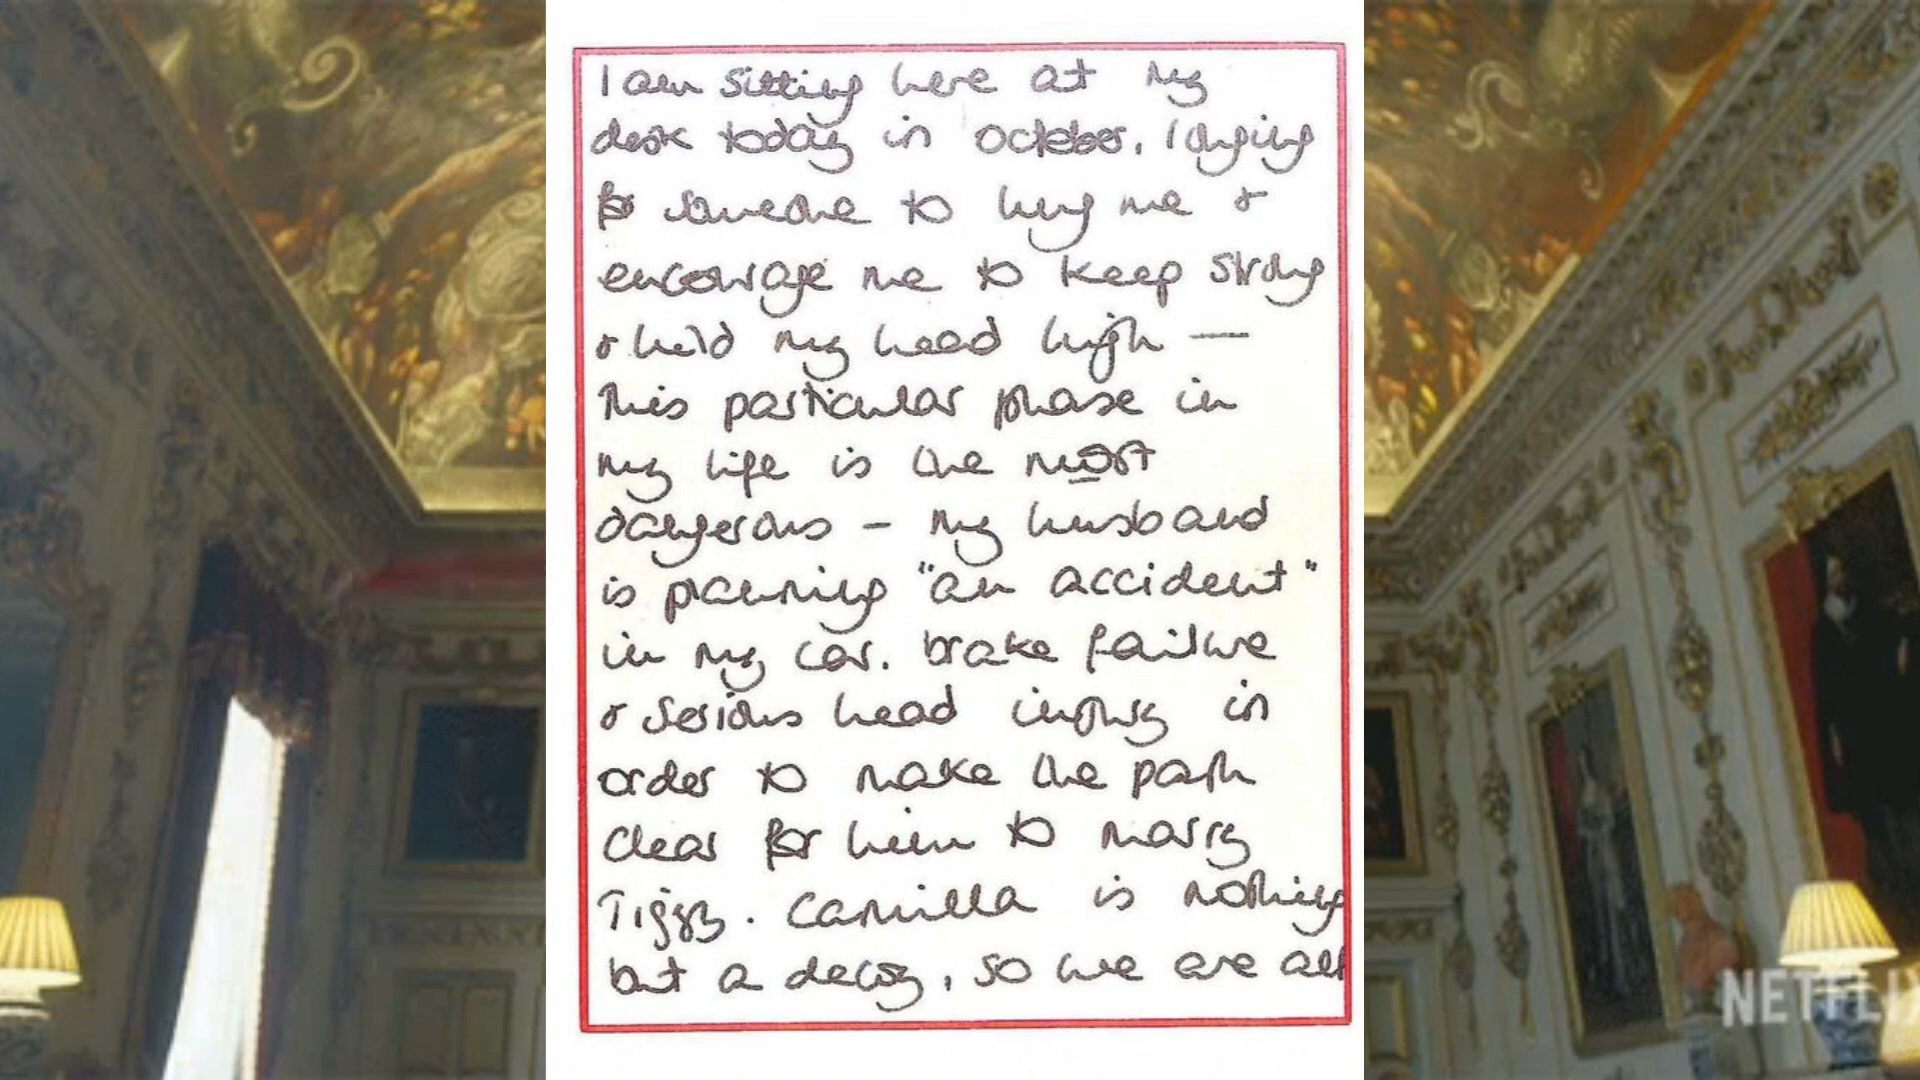 I am sitting here at my
desk today in october, longing
for someone to hug me &
encourage me to keep strong
& hold my head high —
This particular phase in
my life is the most
dangerous – my husband
is planning "an accident"
in my car. brake failure
& serious head injury in
order to make the path
clear for him to marry
Tiggy. Camilla is nothing
but a decoy, so we are all
NETFLIX